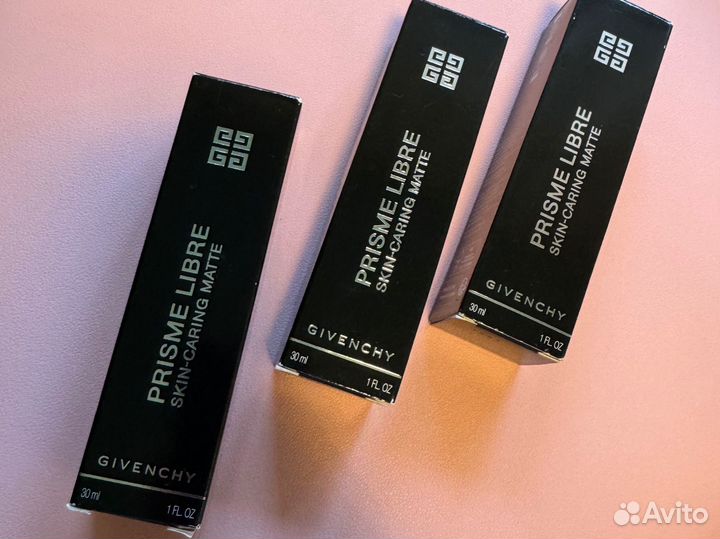 PRISME LIBRE
SKIN-CARING MATTE
GIVENCHY
30 ml
1 FL. OZ
PRISME LIBRE
SKIN-CARING MATTE
GIVENCHY
30 ml
1 FL. OZ
PRISME LIBRE
SKIN-CARING MATTE
GIVENCHY
30 ml
1 FL. OZ
Avito